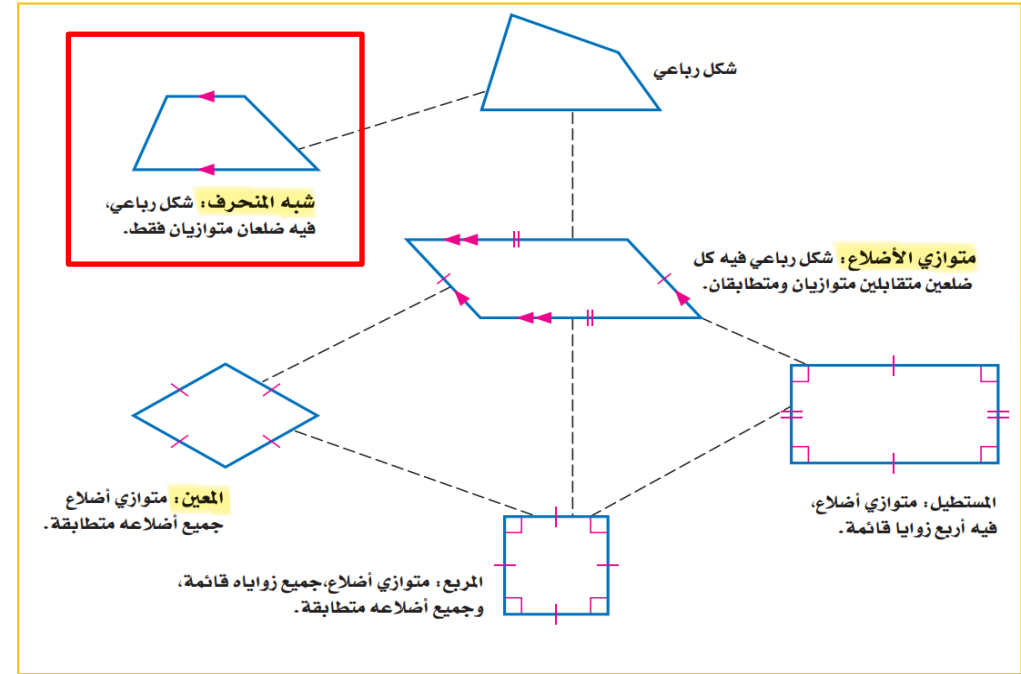 شكل رباعي
شبه المنحرف: شكل رباعي،
فيه ضلعان متوازيان فقط.
متوازي الأضلاع: شكل رباعي فيه كل
ضلعين متقابلين متوازيان ومتطابقان.
المعين: متوازي أضلاع
جميع أضلاعه متطابقة.
المستطيل: متوازي أضلاع،
فيه أربع زوايا قائمة.
المربع: متوازي أضلاع،جميع زواياه قائمة،
وجميع أضلاعه متطابقة.